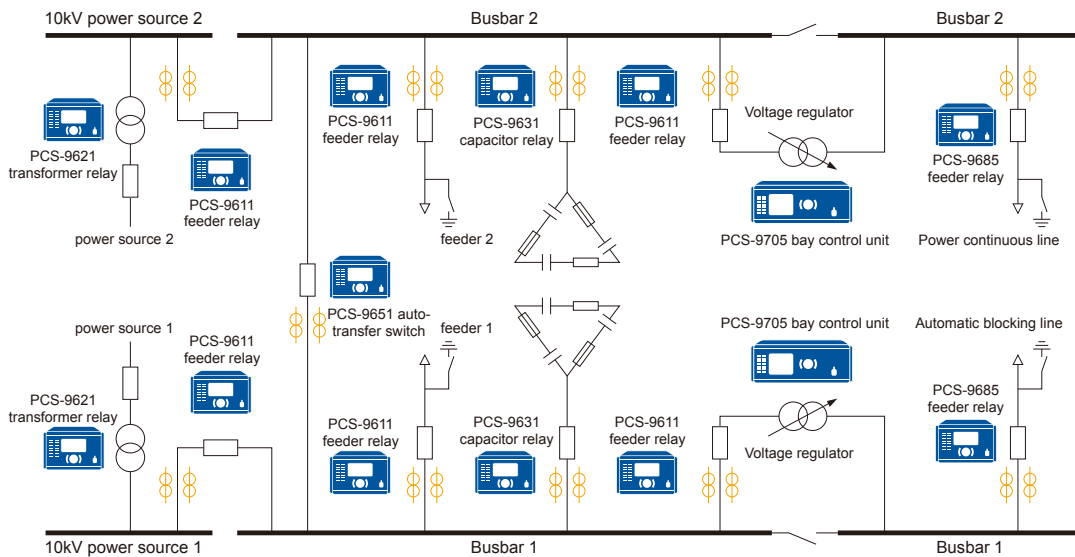 10kV power source 2
Busbar 2
Busbar 2
PCS-9621
transformer relay
PCS-9611
feeder relay
PCS-9611
feeder relay
PCS-9631
capacitor relay
PCS-9611
feeder relay
Voltage regulator
PCS-9685
feeder relay
power source 2
feeder 2
PCS-9705 bay control unit
Power continuous line
PCS-9651 auto-
transfer switch
power source 1
PCS-9611
feeder relay
feeder 1
PCS-9705 bay control unit
Automatic blocking line
PCS-9621
transformer relay
PCS-9611
feeder relay
PCS-9631
capacitor relay
PCS-9611
feeder relay
Voltage regulator
PCS-9685
feeder relay
10kV power source 1
Busbar 1
Busbar 1